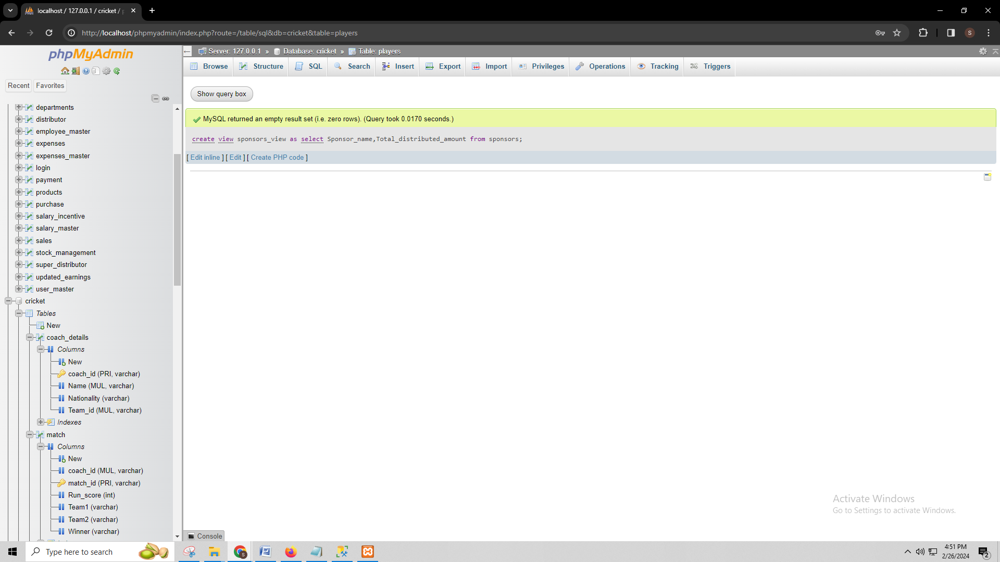 localhost / 127.0.0.1 / cricket /
http://localhost/phpmyadmin/index.php?route=/table/sql&db=cricket&table=players
S
phpMyAdmin
Recent
Favorites
departments
distributor
employee_master
expenses
expenses_master
login
payment
products
purchase
salary_incentive
salary_master
sales
stock_management
super_distributor
updated_earnings
user_master
cricket
Tables
New
coach_details
Columns
New
coach_id (PRI, varchar)
Name (MUL, varchar)
Nationality (varchar)
Team_id (MUL, varchar)
Indexes
match
Columns
New
coach_id (MUL, varchar)
match_id (PRI, varchar)
Run_score (int)
Team1 (varchar)
Team2 (varchar)
Winner (varchar)
Server: 127.0.0.1 » Database: cricket » Table: players
Browse Structure SQL Search Insert Export Import Privileges Operations Tracking Triggers
Show query box
MySQL returned an empty result set (i.e. zero rows). (Query took 0.0170 seconds.)
create view sponsors_view as select Sponsor_name,Total_distributed_amount from sponsors;
[ Edit inline ] [ Edit ] [ Create PHP code ]
Activate Windows
Go to Settings to activate Windows.
Console
Type here to search
4:51 PM
2/26/2024
2